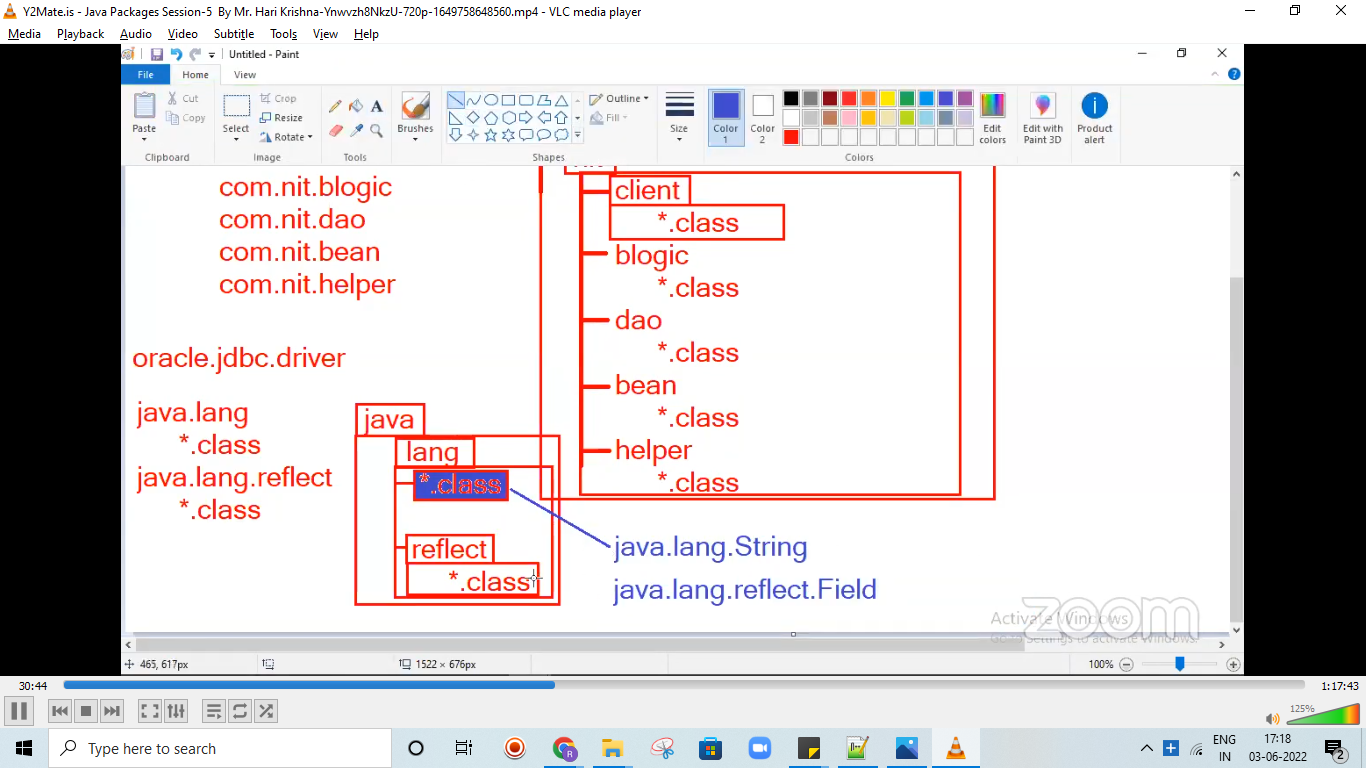 Y2Mate.is - Java Packages Session-5 By Mr. Hari Krishna-Ynwvzh8NkzU-720p-1649758648560.mp4 - VLC media player
Media Playback Audio Video Subtitle Tools View Help
Untitled - Paint
File Home View
Cut
Copy
Paste
Clipboard
Select
Crop
Resize
Rotate
Image
A
Tools
Brushes
Outline
Fill
Shapes
Size
Color 1
Color 2
Colors
Edit colors
Edit with Paint 3D
Product alert
com.nit.blogic
com.nit.dao
com.nit.bean
com.nit.helper
oracle.jdbc.driver
java.lang
*.class
java.lang.reflect
*.class
java
lang
*.class
reflect
*.class
client
*.class
blogic
*.class
dao
*.class
bean
*.class
helper
*.class
java.lang.String
java.lang.reflect.Field
Activate Windows
Go to Settings to activate Windows.
zoom
465, 617px
1522 × 676px
100%
30:44
1:17:43
125%
Type here to search
ENG
IN
17:18
03-06-2022
2